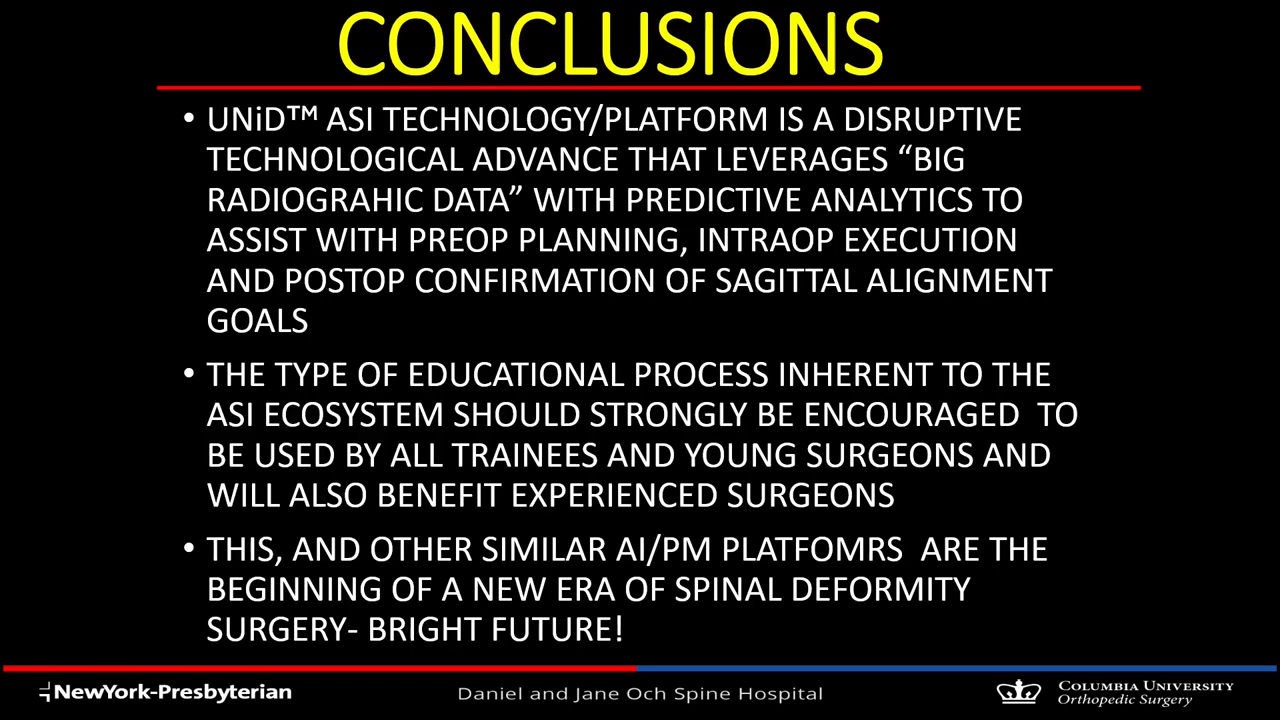 CONCLUSIONS
• UNiD™ ASI TECHNOLOGY/PLATFORM IS A DISRUPTIVE
TECHNOLOGICAL ADVANCE THAT LEVERAGES “BIG
RADIOGRAHIC DATA” WITH PREDICTIVE ANALYTICS TO
ASSIST WITH PREOP PLANNING, INTRAOP EXECUTION
AND POSTOP CONFIRMATION OF SAGITTAL ALIGNMENT
GOALS
• THE TYPE OF EDUCATIONAL PROCESS INHERENT TO THE
ASI ECOSYSTEM SHOULD STRONGLY BE ENCOURAGED  TO
BE USED BY ALL TRAINEES AND YOUNG SURGEONS AND
WILL ALSO BENEFIT EXPERIENCED SURGEONS
• THIS, AND OTHER SIMILAR AI/PM PLATFOMRS  ARE THE
BEGINNING OF A NEW ERA OF SPINAL DEFORMITY
SURGERY- BRIGHT FUTURE!
NewYork-Presbyterian
Daniel and Jane Och Spine Hospital
COLUMBIA UNIVERSITY
Orthopedic Surgery